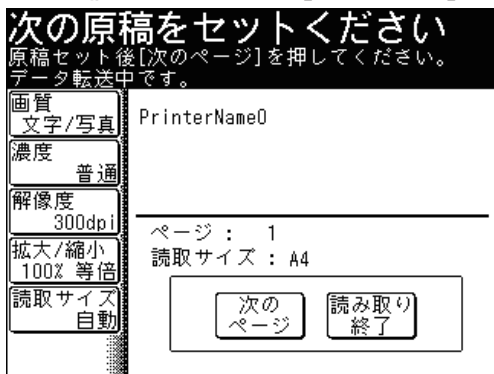 次の原稿をセットください
原稿セット後[次のページ]を押してください。
データ転送中です。
画質
文字/写真
濃度
普通
解像度
300dpi
拡大/縮小
100% 等倍
読取サイズ
自動
PrinterName0
ページ： 1
読取サイズ：A4
次の
ページ
読み取り
終了